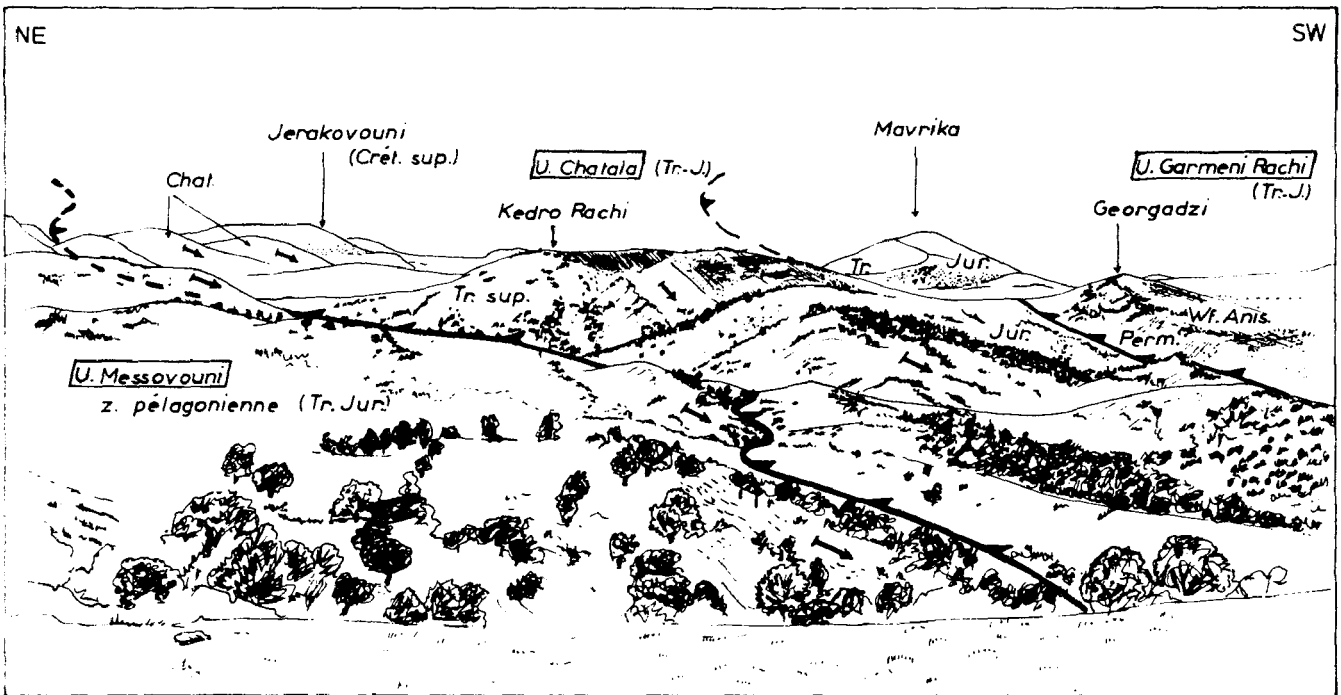 NE
SW
Jerakovouni
(Crét. sup.)
Mavrika
U. Chatala (Tr.-J.)
U. Garmeni Rachi
(Tr.-J.)
Chat.
Kedro Rachi
Georgadzi
Tr.
Jur.
Tr. sup.
Wf. Anis.
Jur.
Perm.
U. Messovouni
z. pélagonienne (Tr. Jur.)